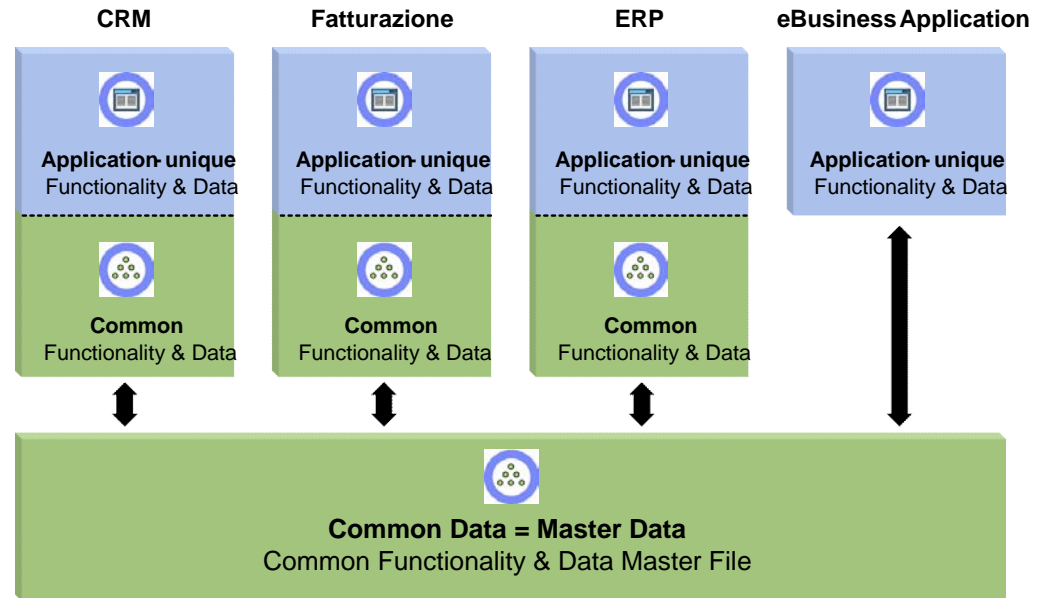 CRM
Fatturazione
ERP
eBusiness Application
Application- unique
Functionality & Data
Application- unique
Functionality & Data
Application- unique
Functionality & Data
Application- unique
Functionality & Data
Common
Functionality & Data
Common
Functionality & Data
Common
Functionality & Data
Common Data = Master Data
Common Functionality & Data Master File